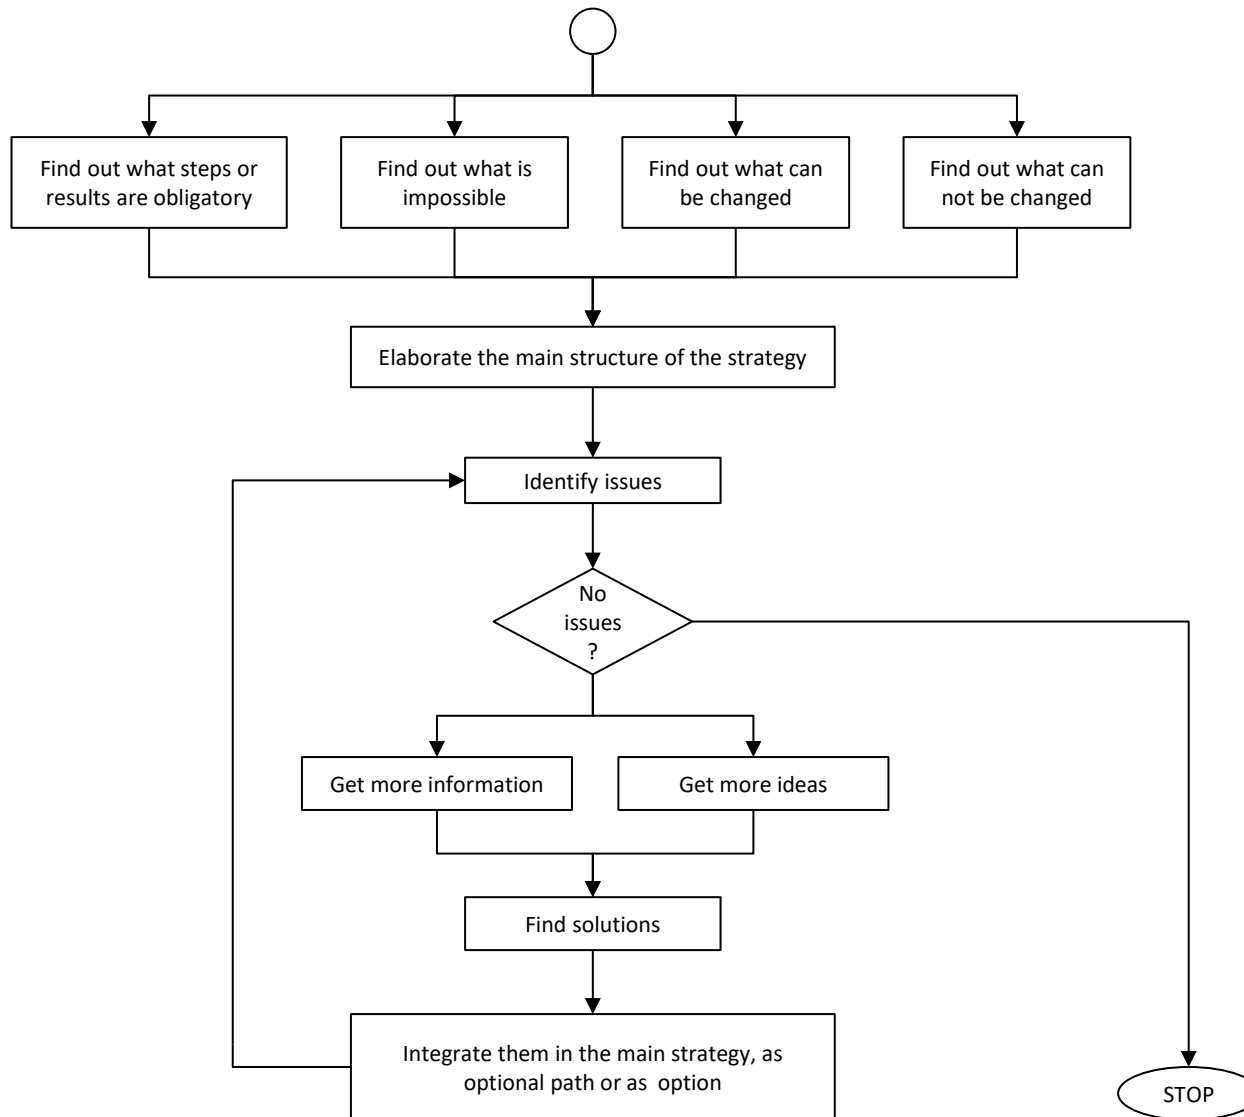 Find out what steps or
results are obligatory
Find out what is
impossible
Find out what can
be changed
Find out what can
not be changed
Elaborate the main structure of the strategy
Identify issues
No
issues
?
Get more information
Get more ideas
Find solutions
Integrate them in the main strategy, as
optional path or as  option
STOP